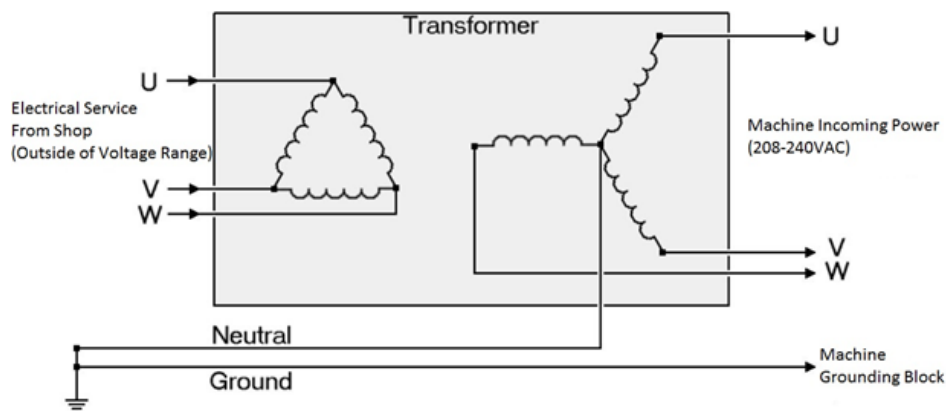 Transformer
U
Electrical Service
From Shop
(Outside of Voltage Range)
V
W
U
Machine Incoming Power
(208-240VAC)
V
W
Neutral
Ground
Machine
Grounding Block